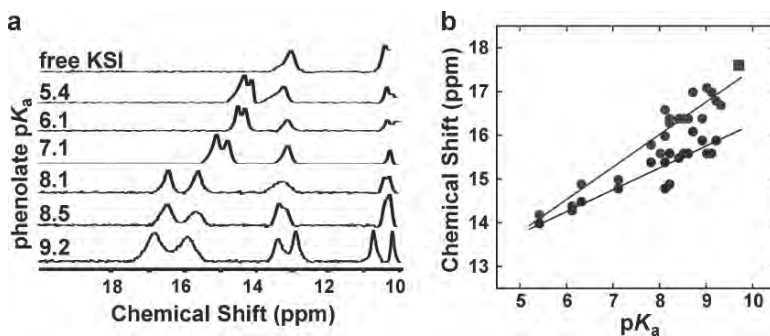 a
phenolate pKa
free KSI
5.4
6.1
7.1
8.1
8.5
9.2
18 16 14 12 10
Chemical Shift (ppm)
b
Chemical Shift (ppm)
18
17
16
15
14
13
5 6 7 8 9 10
pKa